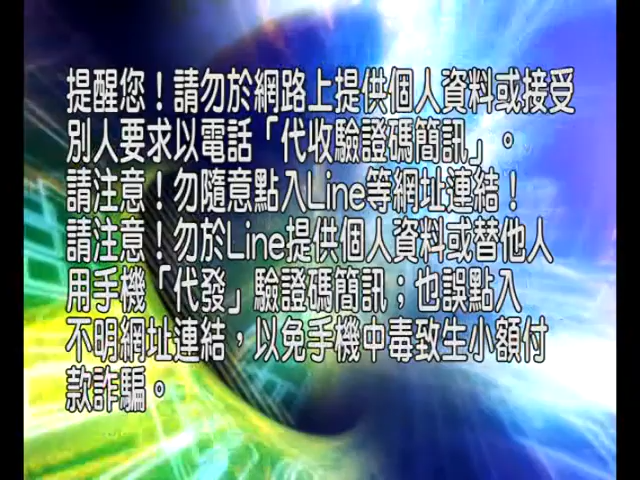 提醒您！請勿於網路上提供個人資料或接受
別人要求以電話「代收驗證碼簡訊」。
請注意！勿隨意點入Line等網址連結！
請注意！勿於Line提供個人資料或替他人
用手機「代發」驗證碼簡訊；也誤點入
不明網址連結，以免手機中毒致生小額付
款詐騙。